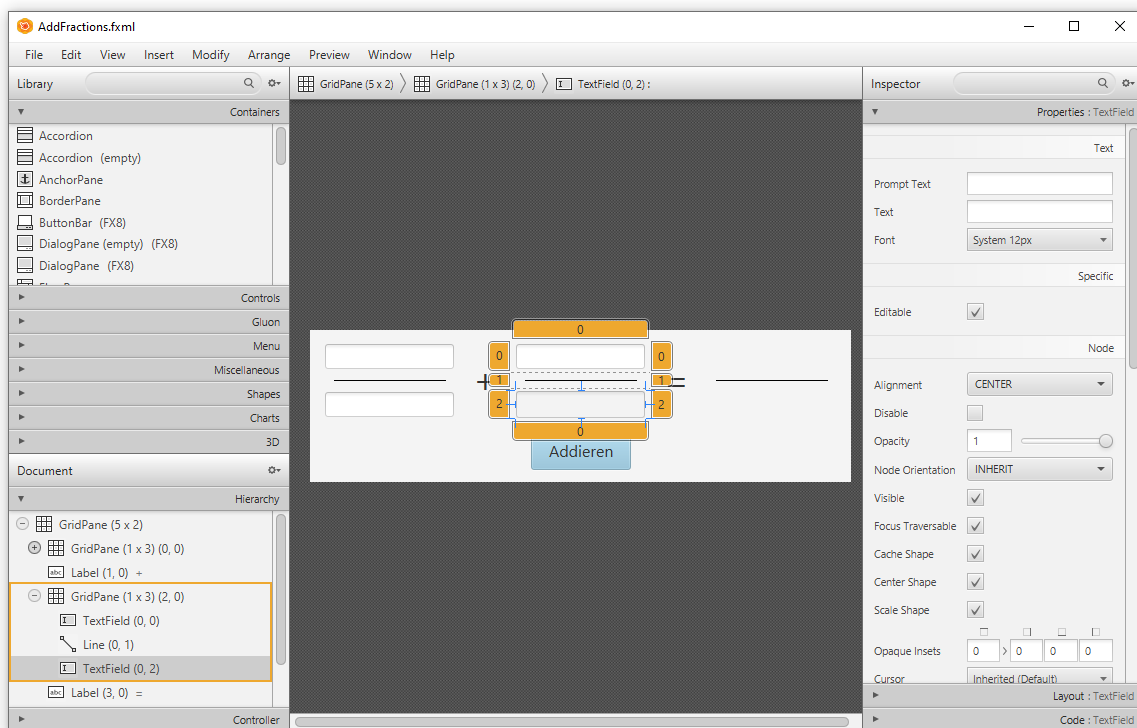 AddFractions.fxml
File Edit View Insert Modify Arrange Preview Window Help
Library
Containers
Accordion
Accordion (empty)
AnchorPane
BorderPane
ButtonBar (FX8)
DialogPane (empty) (FX8)
DialogPane (FX8)
Controls
Gluon
Menu
Miscellaneous
Shapes
Charts
3D
Document
Hierarchy
GridPane (5 x 2)
GridPane (1 x 3) (0, 0)
abc Label (1, 0) +
GridPane (1 x 3) (2, 0)
TextField (0, 0)
Line (0, 1)
TextField (0, 2)
abc Label (3, 0) =
Controller
GridPane (5 x 2) GridPane (1 x 3) (2, 0) TextField (0, 2) :
0
0 0
+ 1 1 =
2 2
0
Addieren
Inspector
Properties : TextField
Text
Prompt Text
Text
Font System 12px
Specific
Editable
Node
Alignment CENTER
Disable
Opacity 1
Node Orientation INHERIT
Visible
Focus Traversable
Cache Shape
Center Shape
Scale Shape
Opaque Insets 0 0 0 0
Cursor Inherited (Default)
Layout : TextField
Code : TextField